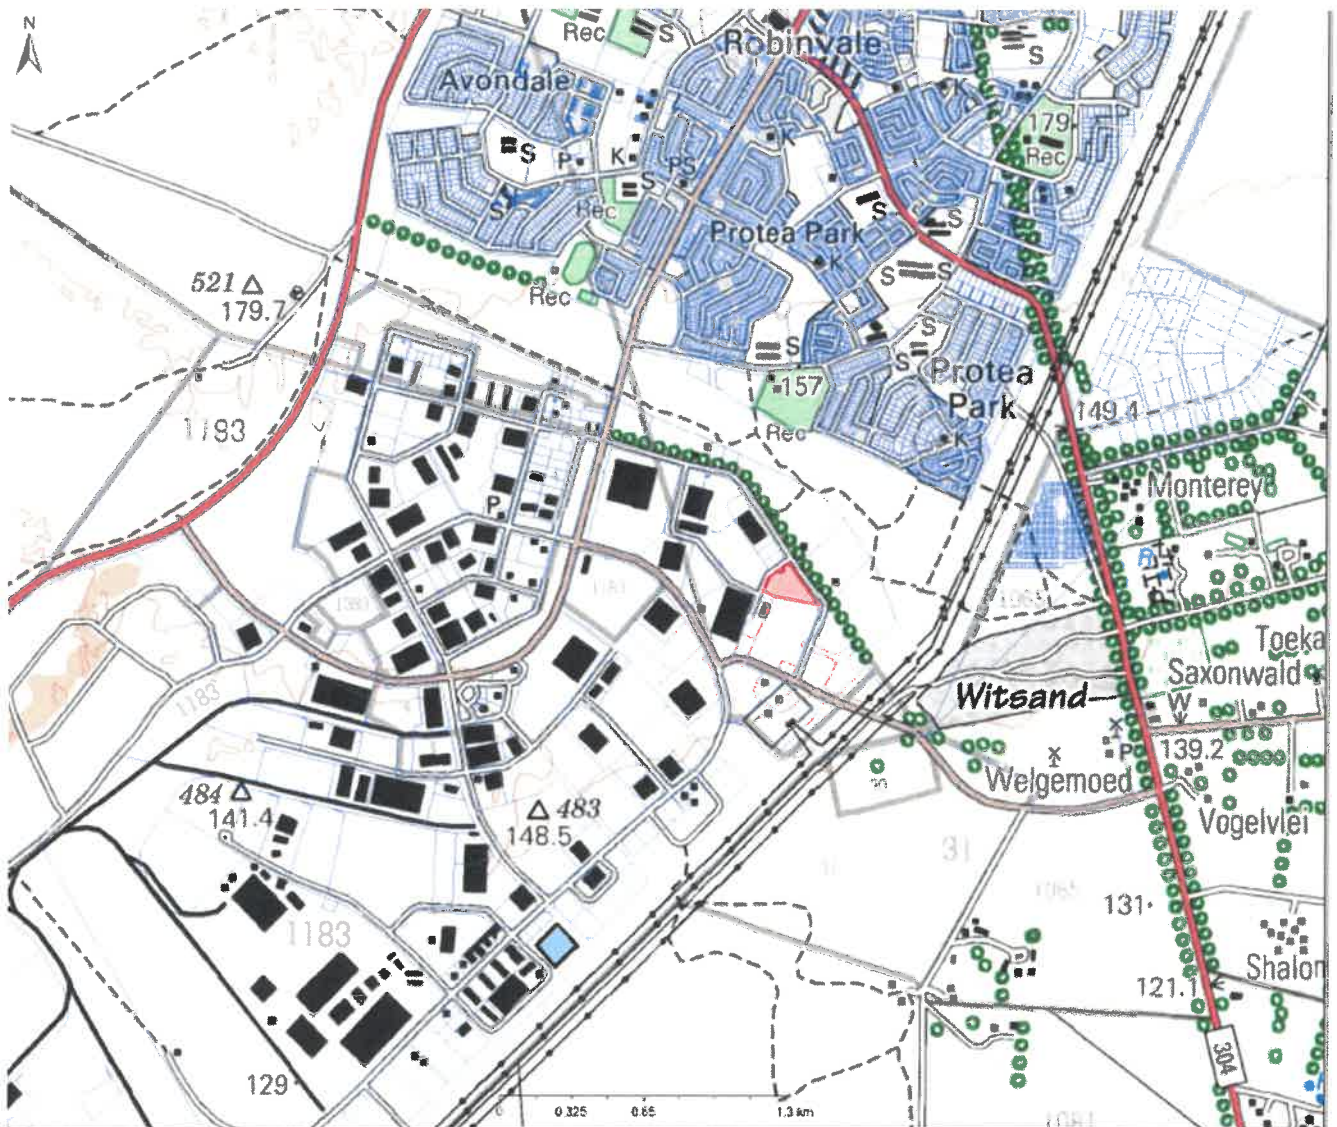 N
Rec
S
Robinvale
S
Avondale
K
179
S
P
K
PS
K
S
Rec
S
Rec
S
S
Protea Park
K
S
521
179.7
Rec
S
S
S
Protea
Park
157
149.4
1183
Rec
K
Monterey
P
1183
Toeka
Saxonwald
Witsand
W
1183
P
139.2
Welgemoed
484
141.4
483
148.5
Vogelvlei
31
1065
131
1183
Shalon
121.1
304
129
0
0.325
0.65
1.3 km
1081